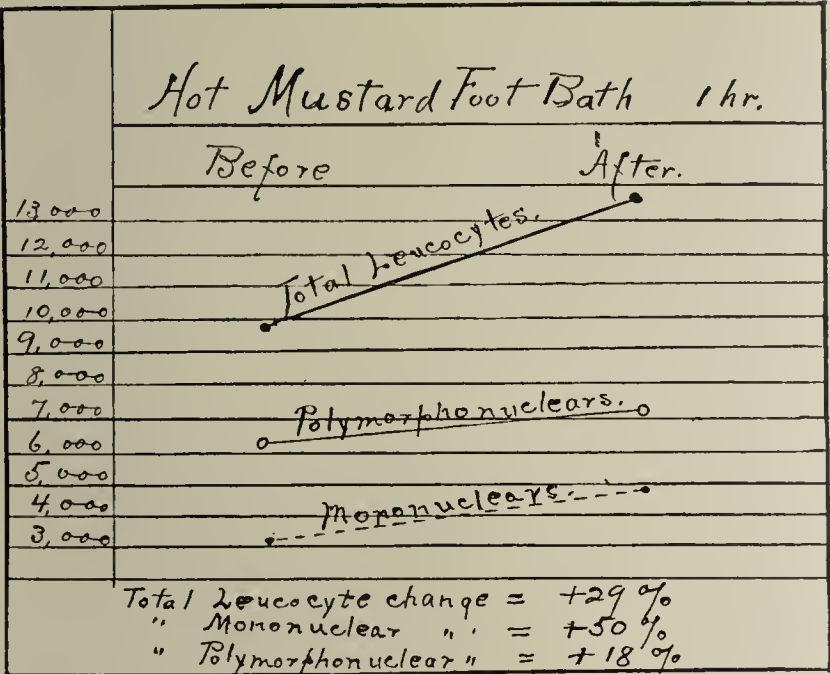 Hot Mustard Foot Bath 1 hr.
Before After.
13,000
12,000
Total Leucocytes.
11,000
10,000
9,000
8,000
7,000
Polymorphonuclears.
6,000
5,000
4,000
Mononuclears.
3,000
Total Leucocyte change = +29 %
" Mononuclear " = +50 %
" Polymorphonuclear " = +18 %